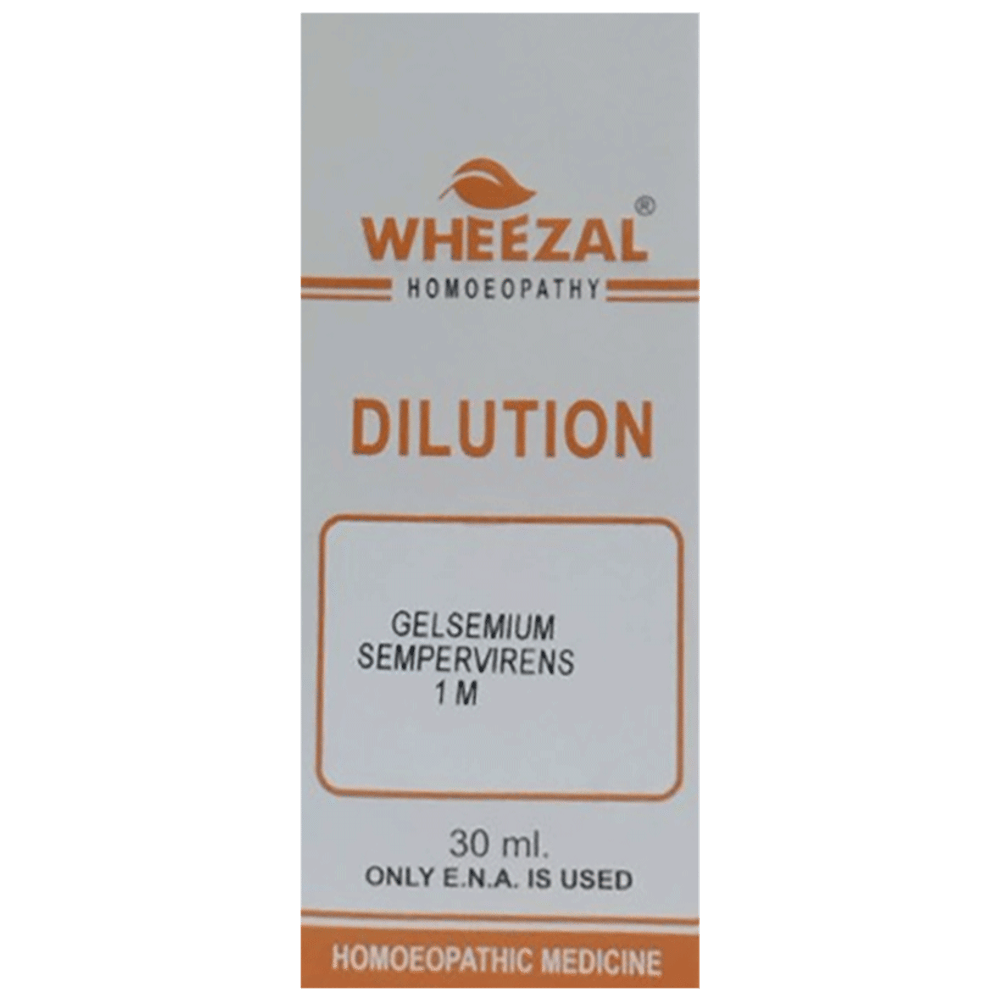 WHEEZAL®
HOMOEOPATHY
DILUTION
GELSEMIUM
SEMPERVIRENS
1 M
30 ml.
ONLY E.N.A. IS USED
HOMOEOPATHIC MEDICINE